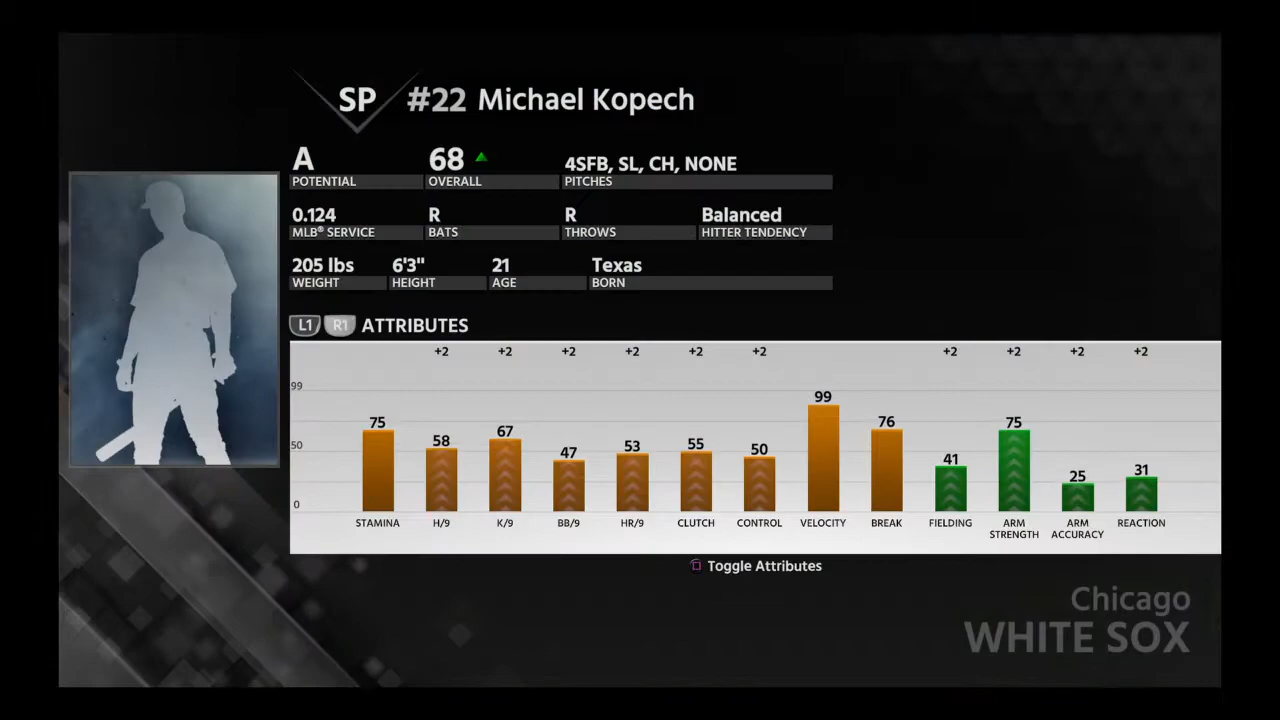 SP #22 Michael Kopech
A 68 4SFB, SL, CH, NONE
POTENTIAL OVERALL PITCHES
0.124 R R Balanced
MLB® SERVICE BATS THROWS HITTER TENDENCY
205 lbs 6'3" 21 Texas
WEIGHT HEIGHT AGE BORN
L1 R1 ATTRIBUTES
+2 +2 +2 +2 +2 +2 +2 +2 +2 +2
99
50
0
75 58 67 47 53 55 50 99 76 41 75 25 31
STAMINA H/9 K/9 BB/9 HR/9 CLUTCH CONTROL VELOCITY BREAK FIELDING ARM STRENGTH ARM ACCURACY REACTION
Toggle Attributes
Chicago
WHITE SOX